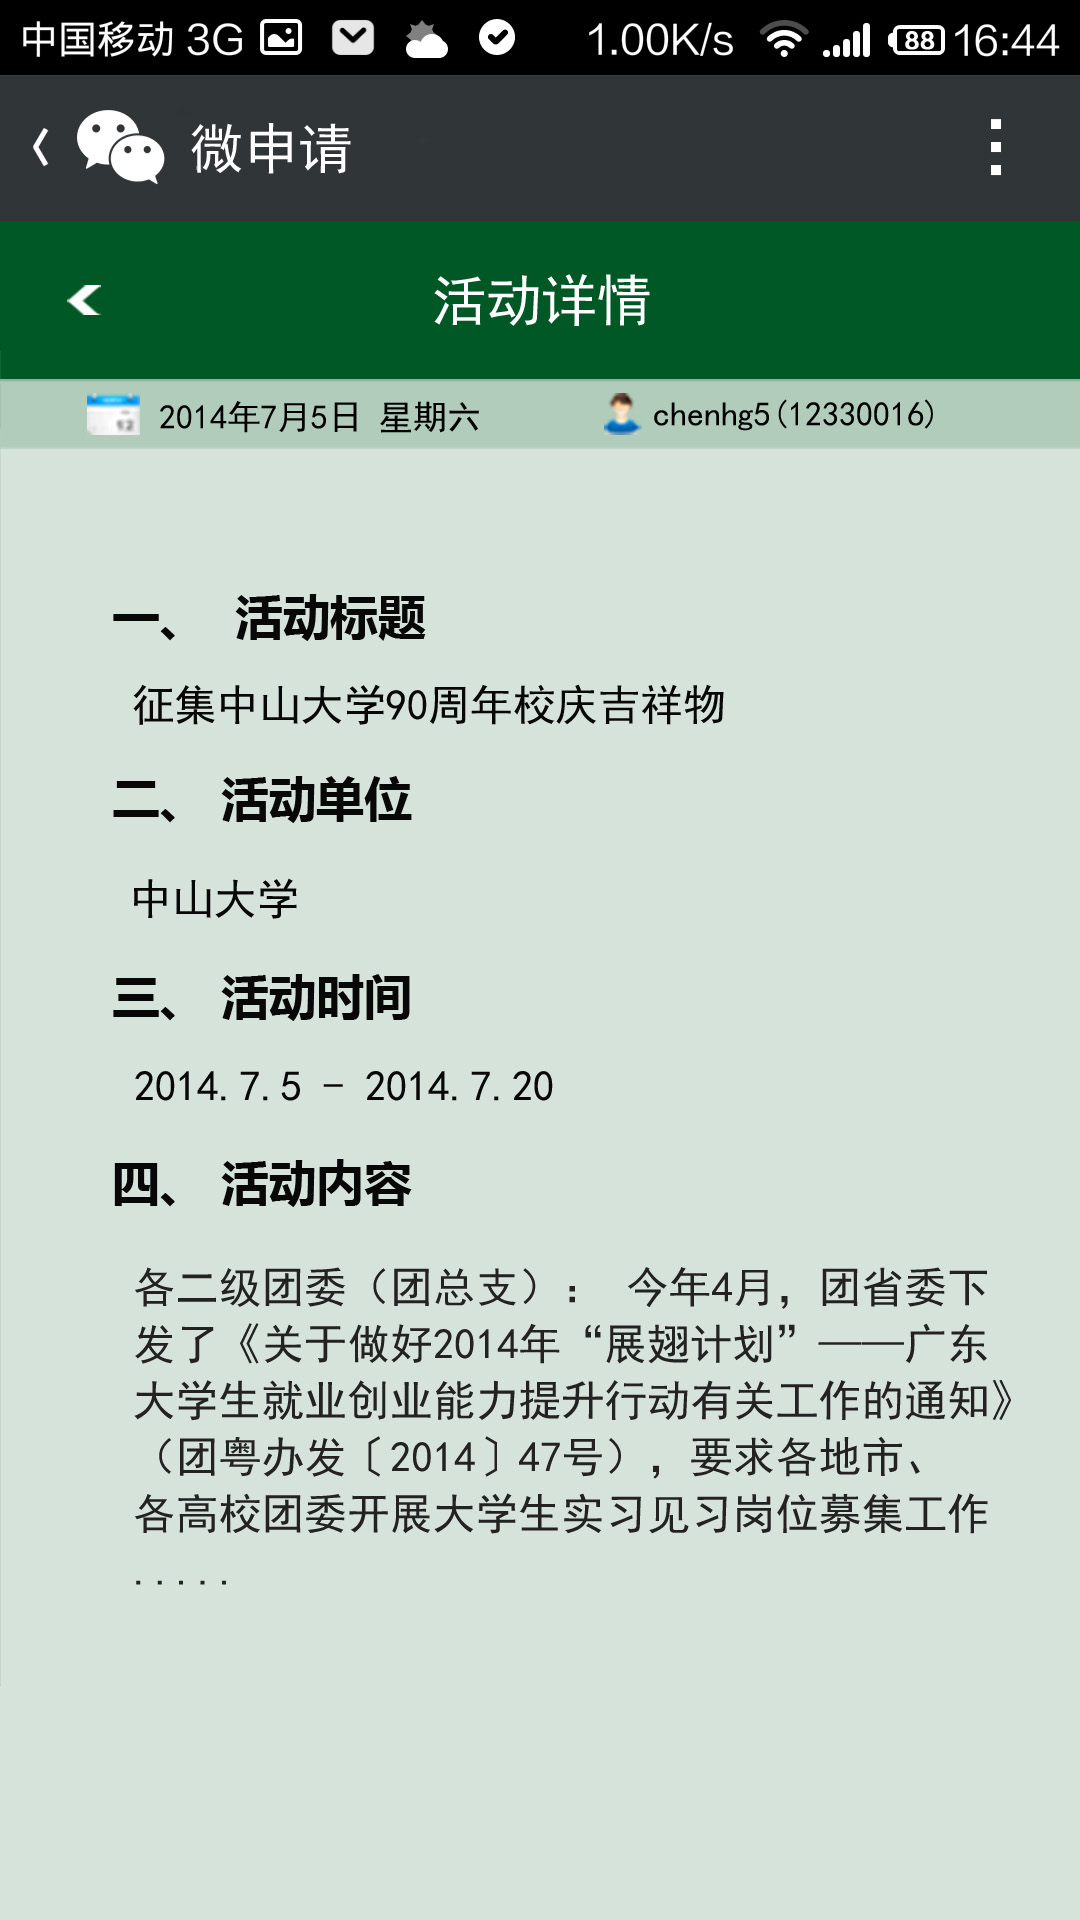 中国移动 3G 1.00K/s 88 16:44
微申请
活动详情
2014年7月5日 星期六 chenhg5(12330016)
一、 活动标题
征集中山大学90周年校庆吉祥物
二、 活动单位
中山大学
三、 活动时间
2014.7.5 - 2014.7.20
四、 活动内容
各二级团委（团总支）： 今年4月，团省委下
发了《关于做好2014年“展翅计划”——广东
大学生就业创业能力提升行动有关工作的通知》
（团粤办发〔2014〕47号），要求各地市、
各高校团委开展大学生实习见习岗位募集工作
.....